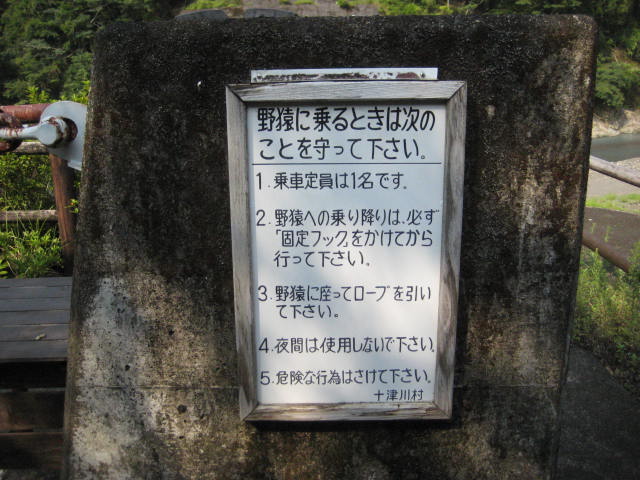 野猿に乗るときは次の
ことを守って下さい。
1.乗車定員は1名です.
2.野猿への乗り降りは、必ず
「固定フック」をかけてから
行って下さい。
3.野猿に座ってロープを引い
て下さい。
4.夜間は使用しないで下さい.
5.危険な行為はさけて下さい.
十津川村